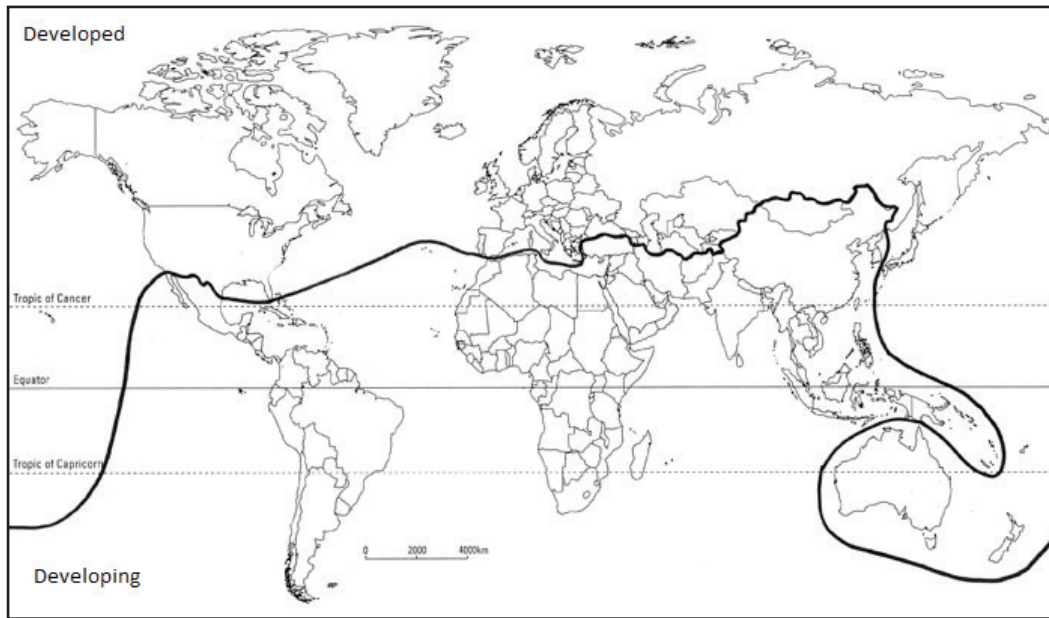 Developed
Tropic of Cancer
Equator
Tropic of Capricorn
0 2000 4000km
Developing